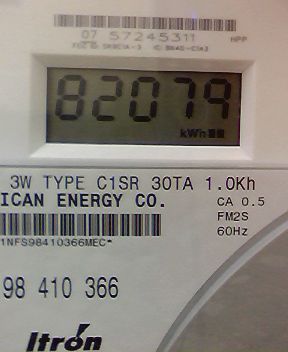 07 57245311
HPP
82079
kWh
3W TYPE C1SR 30TA 1.0Kh
ICAN ENERGY CO.
CA 0.5
FM2S
60Hz
1NFS98410366MEC*
98 410 366
Itron